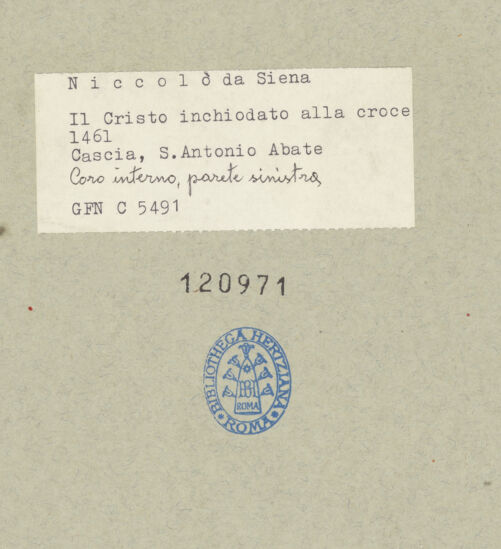 N i c c o l ò da Siena
Il Cristo inchiodato alla croce
1461
Cascia, S.Antonio Abate
Coro interno, parete sinistra
GFN C 5491
120971
BIBLIOTHECA HERTZIANA
BH
ROMA
* ROMA *